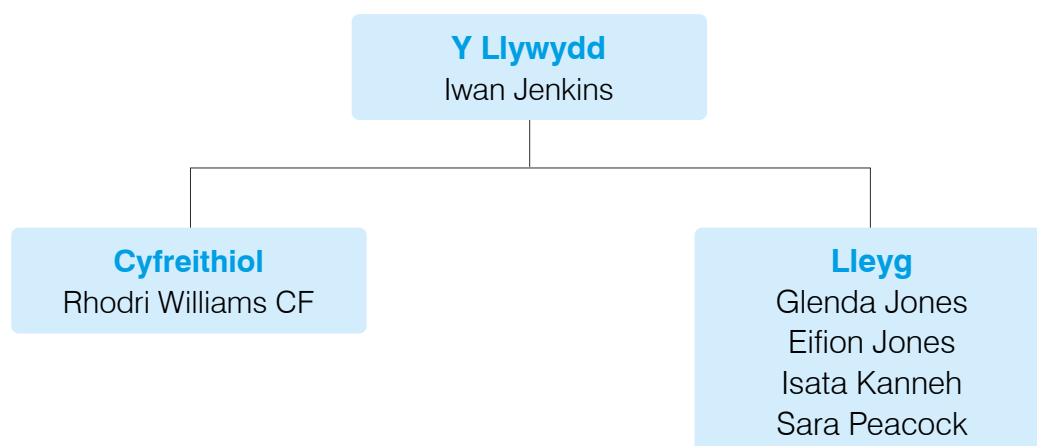 Y Llywydd
Iwan Jenkins
Cyfreithiol
Rhodri Williams CF
Lleyg
Glenda Jones
Eifion Jones
Isata Kanneh
Sara Peacock